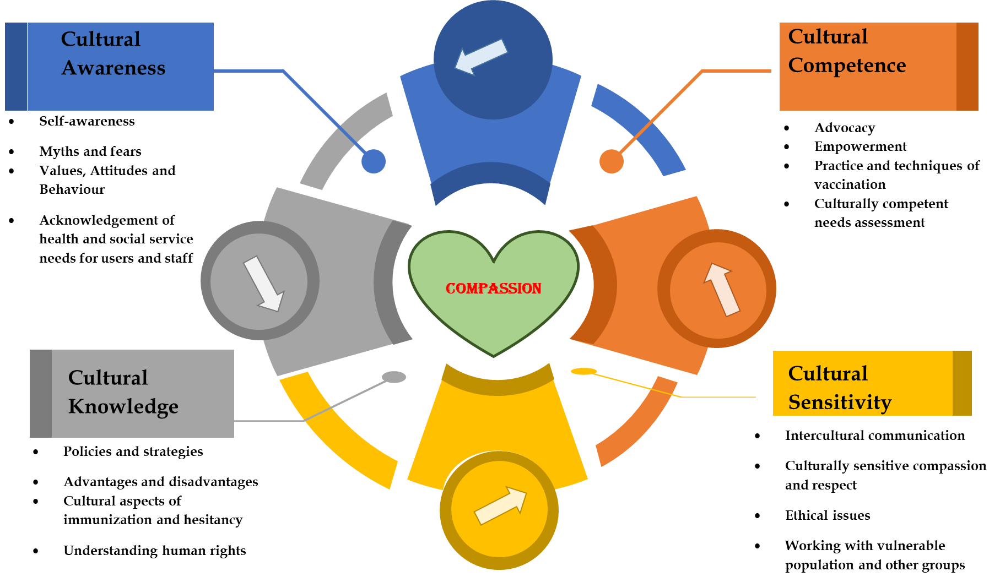 Cultural
Awareness
• Self-awareness
• Myths and fears
• Values, Attitudes and
Behaviour
• Acknowledgement of
health and social service
needs for users and staff
Cultural
Competence
• Advocacy
• Empowerment
• Practice and techniques of
vaccination
• Culturally competent
needs assessment
COMPASSION
Cultural
Knowledge
• Policies and strategies
• Advantages and disadvantages
• Cultural aspects of
immunization and hesitancy
• Understanding human rights
Cultural
Sensitivity
• Intercultural communication
• Culturally sensitive compassion
and respect
• Ethical issues
• Working with vulnerable
population and other groups